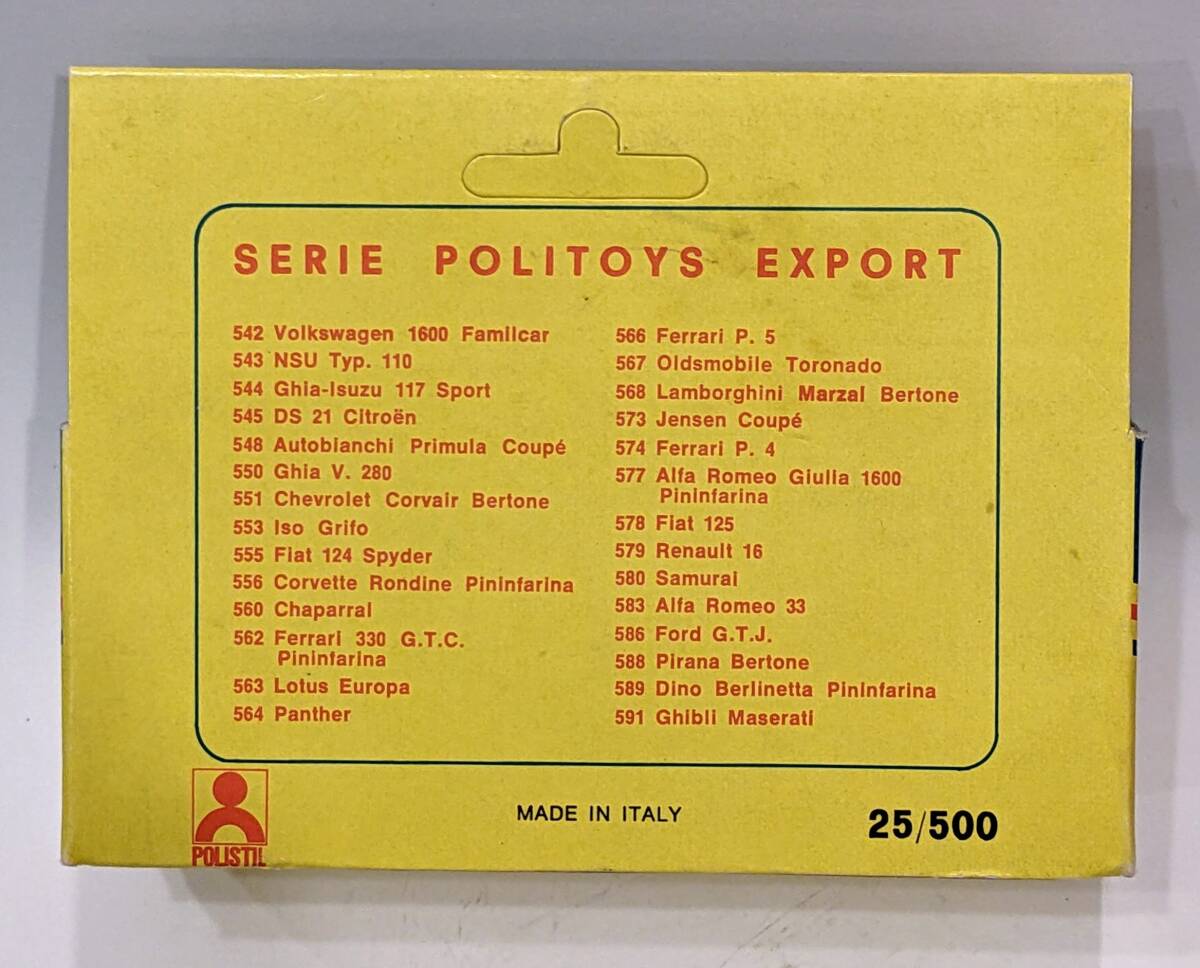 SERIE POLITOYS EXPORT
542 Volkswagen 1600 Familcar
543 NSU Typ. 110
544 Ghia-Isuzu 117 Sport
545 DS 21 Citroën
548 Autobianchi Primula Coupé
550 Ghia V. 280
551 Chevrolet Corvair Bertone
553 Iso Grifo
555 Fiat 124 Spyder
556 Corvette Rondine Pininfarina
560 Chaparral
562 Ferrari 330 G.T.C.
Pininfarina
563 Lotus Europa
564 Panther
566 Ferrari P. 5
567 Oldsmobile Toronado
568 Lamborghini Marzal Bertone
573 Jensen Coupé
574 Ferrari P. 4
577 Alfa Romeo Giulia 1600
Pininfarina
578 Fiat 125
579 Renault 16
580 Samurai
583 Alfa Romeo 33
586 Ford G.T.J.
588 Pirana Bertone
589 Dino Berlinetta Pininfarina
591 Ghibli Maserati
POLISTIL
MADE IN ITALY
25/500